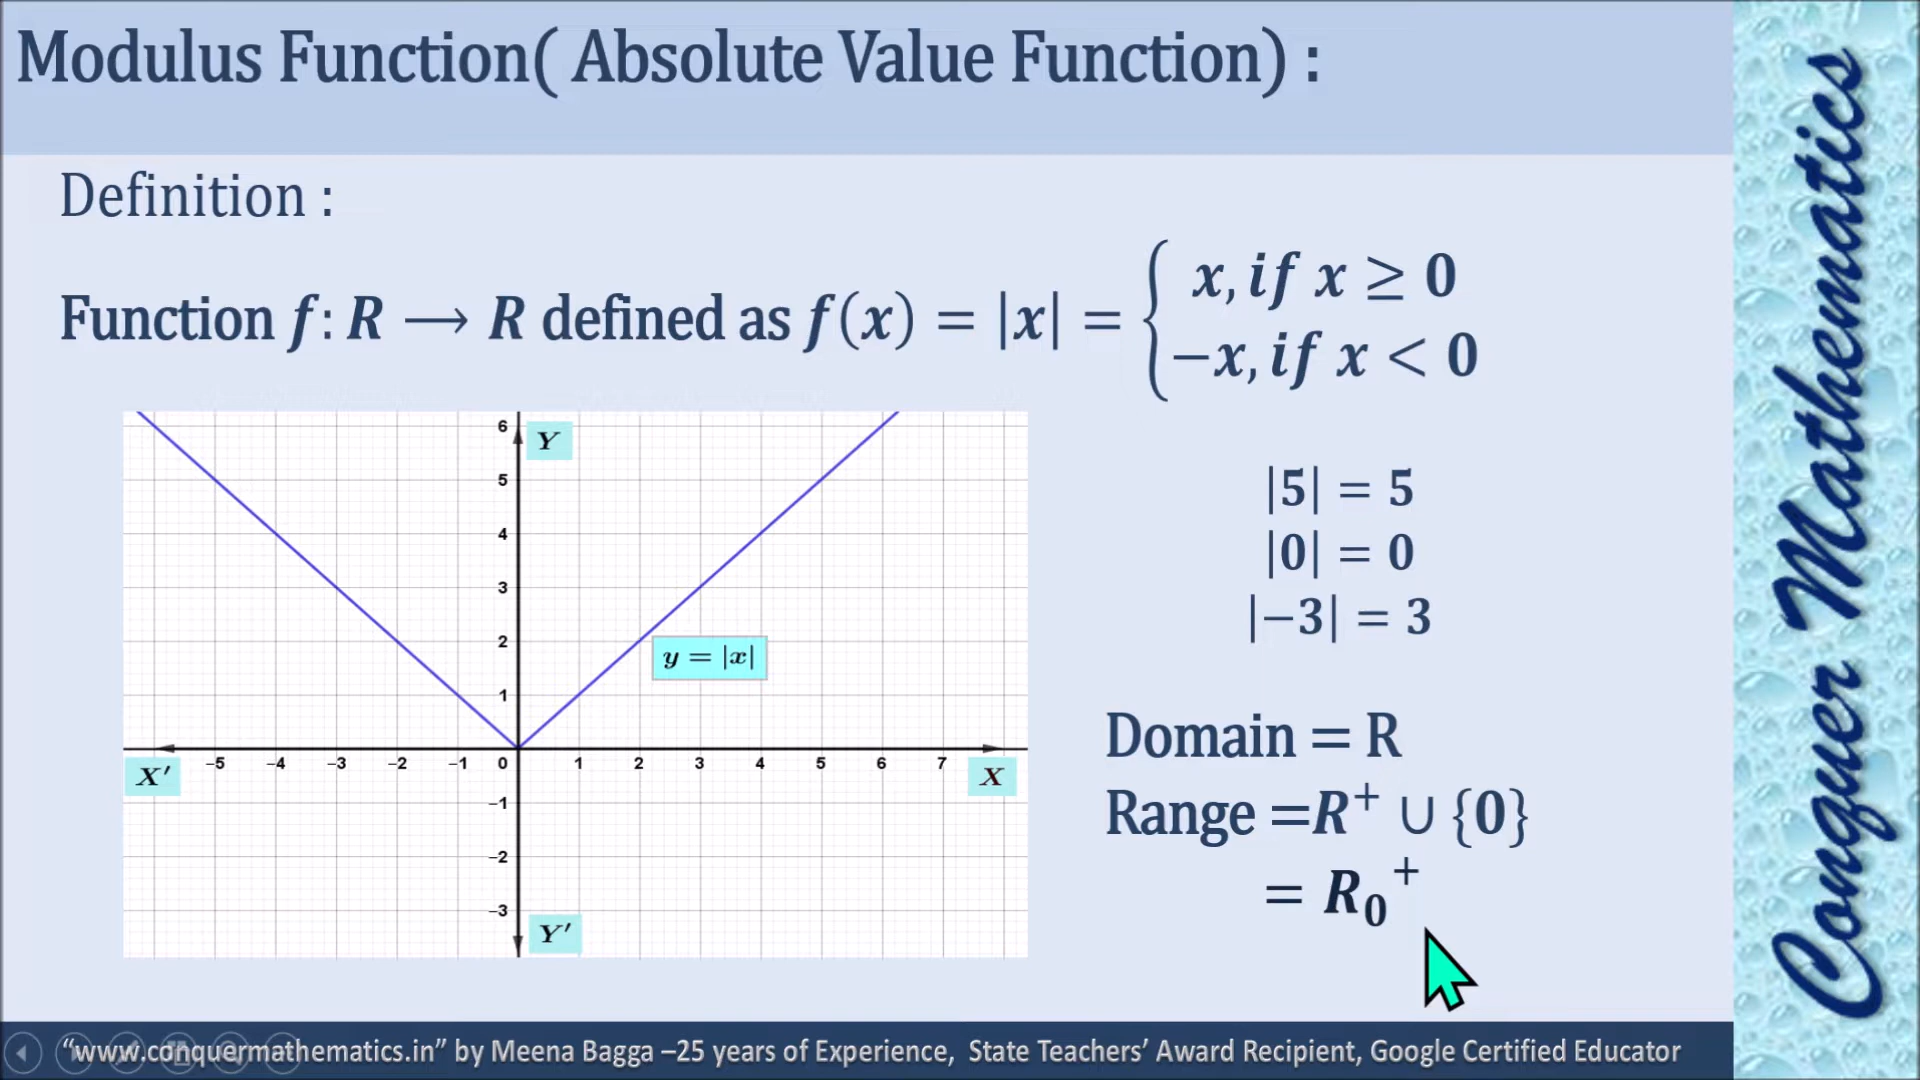 Modulus Function( Absolute Value Function) :
Definition :
Function f: R ⟶ R defined as f(x) = |x| = { x, if x ≥ 0
−x, if x < 0
6
Y
5
4
3
2
1
y = |x|
X′ −5 −4 −3 −2 −1 0 1 2 3 4 5 6 7 X
−1
−2
−3
Y′
|5| = 5
|0| = 0
|−3| = 3
Domain = R
Range =R⁺ ∪ {0}
= R₀⁺
Conquer Mathematics
“www.conquermathematics.in” by Meena Bagga –25 years of Experience, State Teachers’ Award Recipient, Google Certified Educator